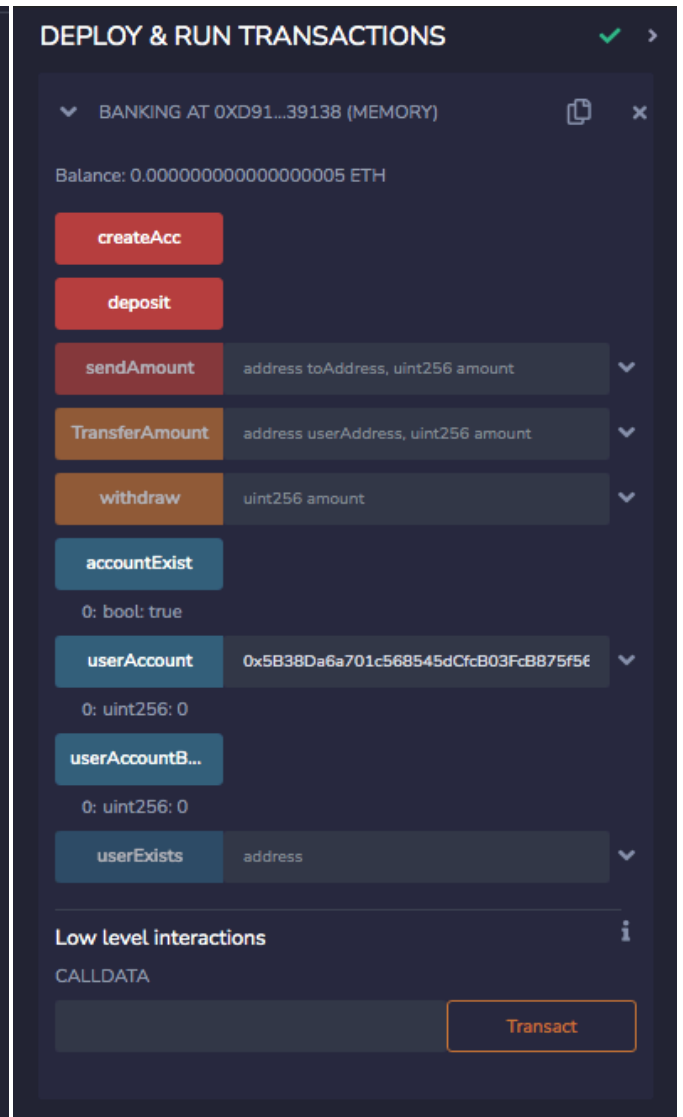 DEPLOY & RUN TRANSACTIONS
BANKING AT 0XD91...39138 (MEMORY)
Balance: 0.000000000000000005 ETH
createAcc
deposit
sendAmount address toAddress, uint256 amount
TransferAmount address userAddress, uint256 amount
withdraw uint256 amount
accountExist
0: bool: true
userAccount 0x5B38Da6a701c568545dCfcB03FcB875f56
0: uint256: 0
userAccountB...
0: uint256: 0
userExists address
Low level interactions
i
CALLDATA
Transact